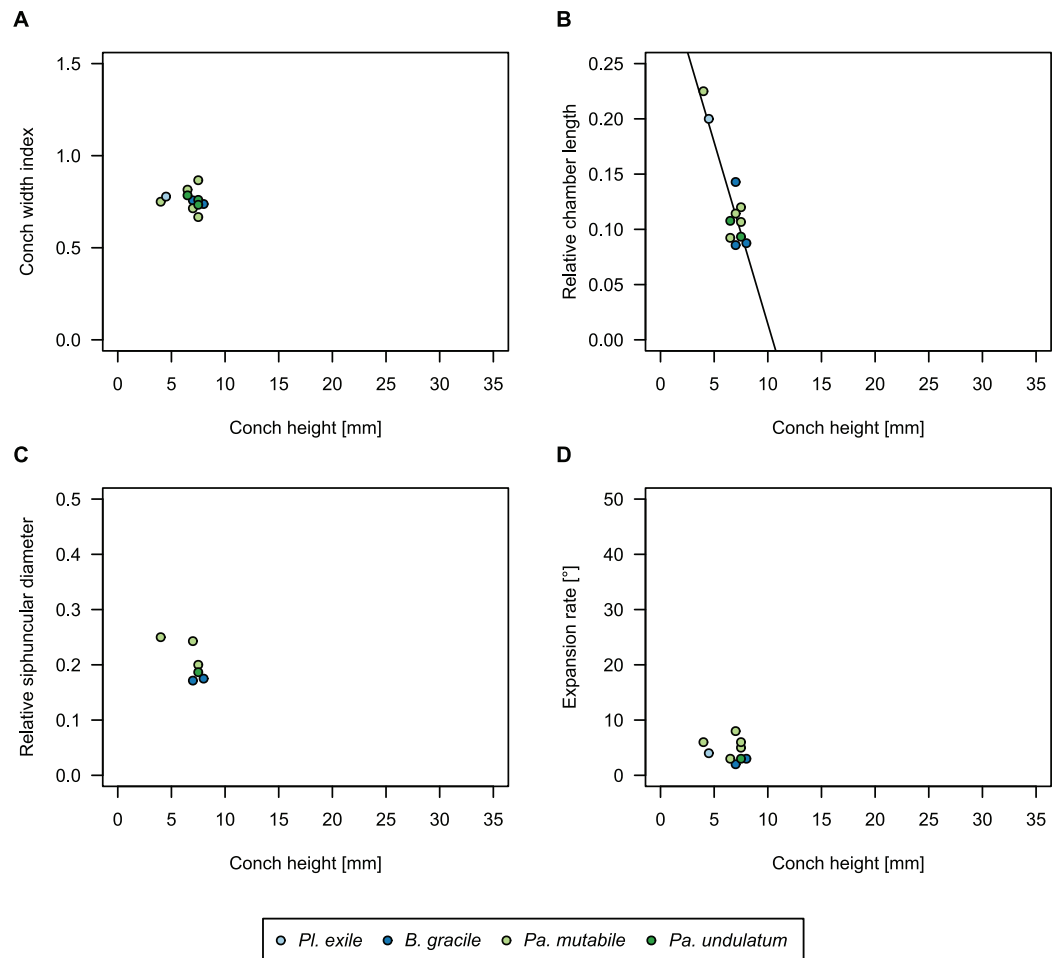 A
1.5
1.0
0.5
0.0
Conch width index
0 5 10 15 20 25 30 35
Conch height [mm]
B
0.25
0.20
0.15
0.10
0.05
0.00
Relative chamber length
0 5 10 15 20 25 30 35
Conch height [mm]
C
0.5
0.4
0.3
0.2
0.1
0.0
Relative siphuncular diameter
0 5 10 15 20 25 30 35
Conch height [mm]
D
50
40
30
20
10
0
Expansion rate [°]
0 5 10 15 20 25 30 35
Conch height [mm]
Pl. exile B. gracile Pa. mutabile Pa. undulatum